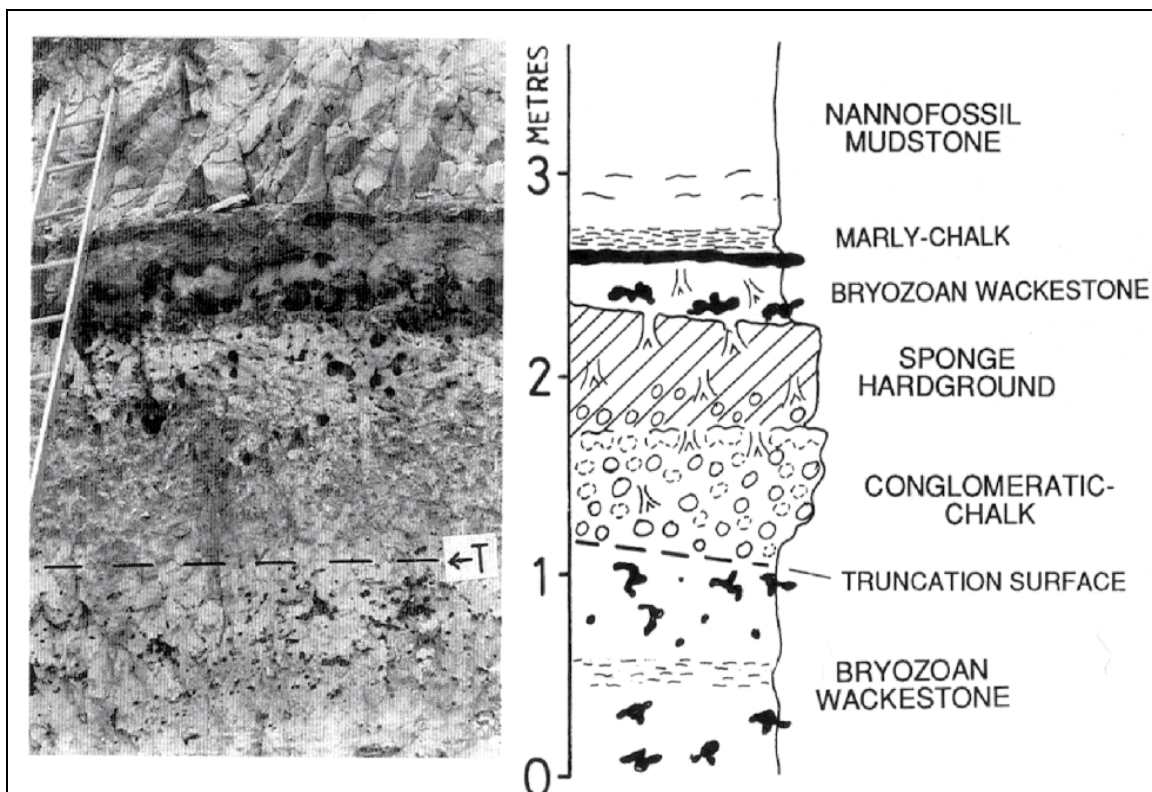 METRES
3
2
1
0
←T
NANNOFOSSIL
MUDSTONE
MARLY-CHALK
BRYOZOAN WACKESTONE
SPONGE
HARDGROUND
CONGLOMERATIC-
CHALK
TRUNCATION SURFACE
BRYOZOAN
WACKESTONE